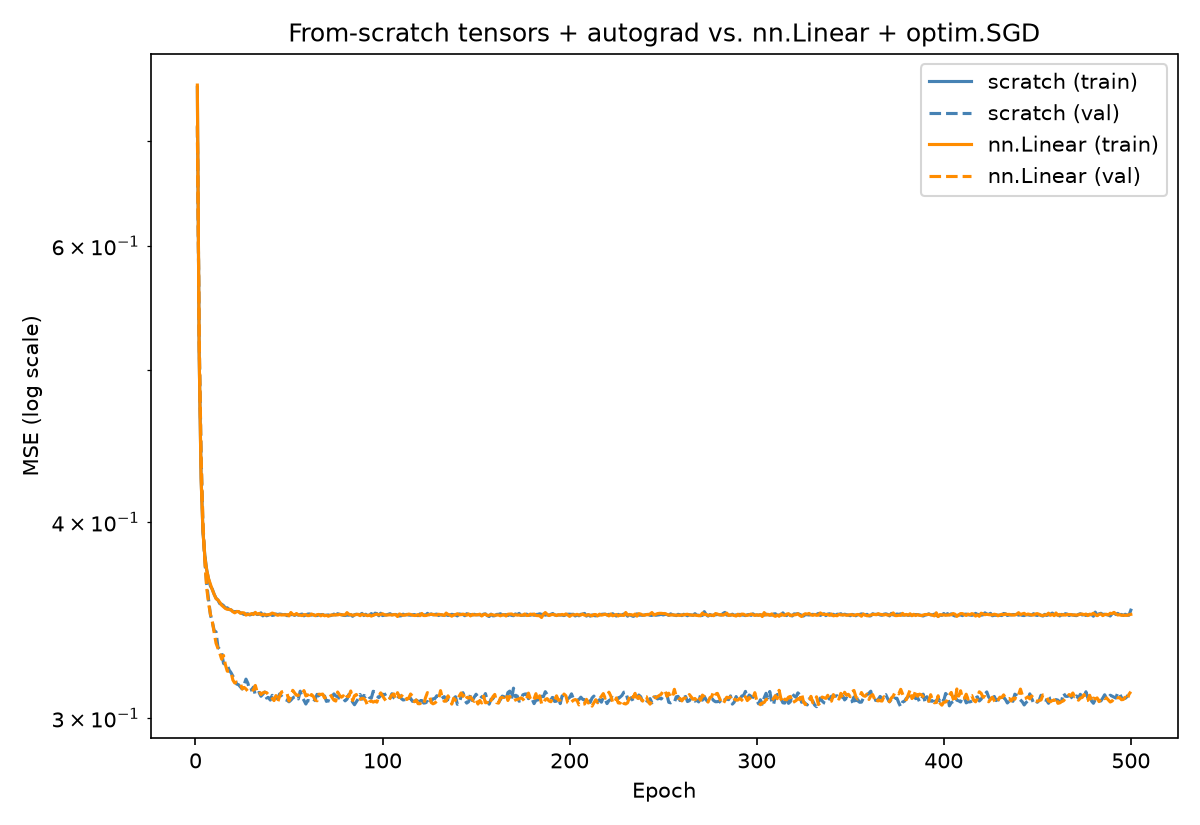 From-scratch tensors + autograd vs. nn.Linear + optim.SGD
scratch (train)
scratch (val)
nn.Linear (train)
nn.Linear (val)
MSE (log scale)
6 × 10⁻¹
4 × 10⁻¹
3 × 10⁻¹
0 100 200 300 400 500
Epoch